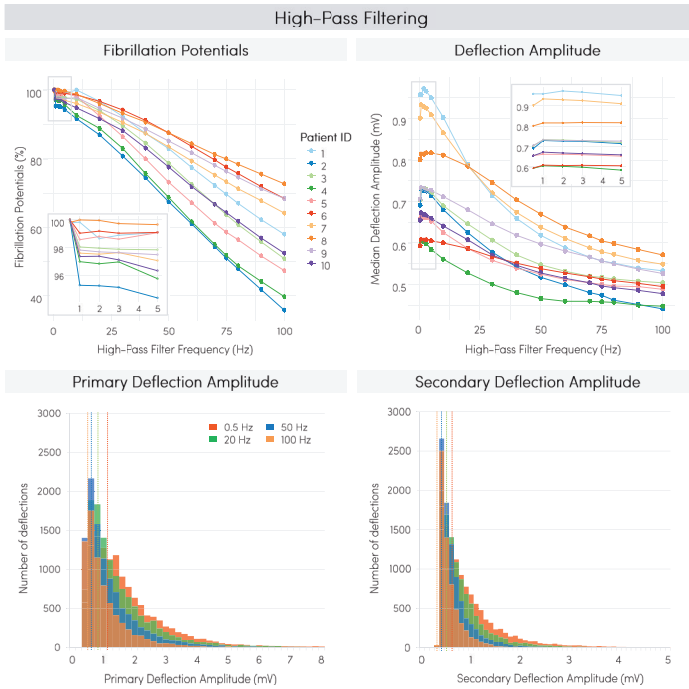 High-Pass Filtering
Fibrillation Potentials
Deflection Amplitude
Fibrillation Potentials (%)
100
80
60
40
100
98
96
1 2 3 4 5
0 25 50 75 100
High-Pass Filter Frequency (Hz)
Patient ID
1
2
3
4
5
6
7
8
9
10
Median Deflection Amplitude (mV)
0.9
0.8
0.7
0.6
0.5
0.9
0.8
0.7
0.6
1 2 3 4 5
0 25 50 75 100
High-Pass Filter Frequency (Hz)
Primary Deflection Amplitude
Secondary Deflection Amplitude
Number of deflections
3000
2500
2000
1500
1000
500
0
0.5 Hz 50 Hz
20 Hz 100 Hz
0 1 2 3 4 5 6 7 8
Primary Deflection Amplitude (mV)
Number of deflections
3000
2500
2000
1500
1000
500
0
0 1 2 3 4 5
Secondary Deflection Amplitude (mV)